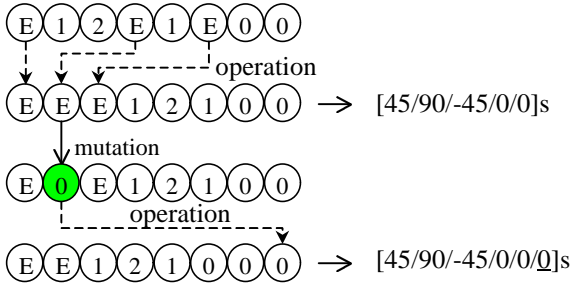 E 1 2 E 1 E 0 0
operation
E E E 1 2 1 0 0 [45/90/-45/0/0]s
mutation
E 0 E 1 2 1 0 0
operation
E E 1 2 1 0 0 0 [45/90/-45/0/0/0]s